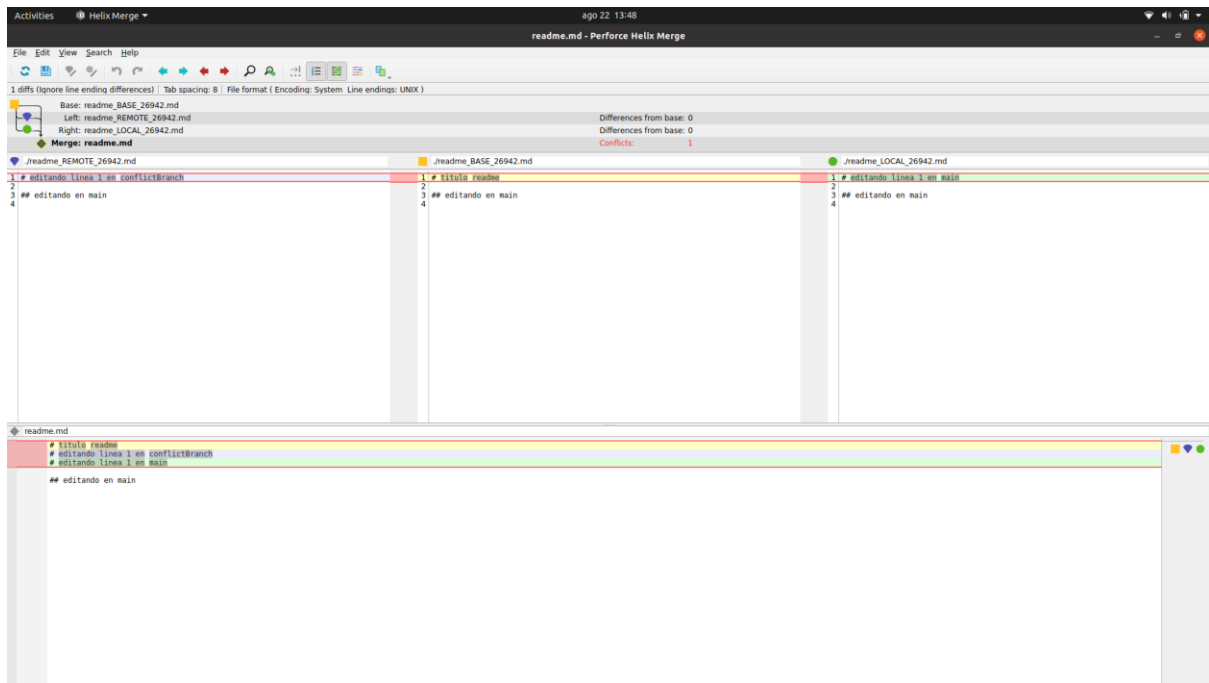 Activities Helix Merge ago 22 13:48
readme.md - Perforce Helix Merge
File Edit View Search Help
1 diffs (Ignore line ending differences) Tab spacing: 8 File format ( Encoding: System Line endings: UNIX )
Base: readme_BASE_26942.md
Left: readme_REMOTE_26942.md Differences from base: 0
Right: readme_LOCAL_26942.md Differences from base: 0
Merge: readme.md Conflicts: 1
./readme_REMOTE_26942.md ./readme_BASE_26942.md ./readme_LOCAL_26942.md
1 # editando linea 1 en conflictBranch 1 # titulo readme 1 # editando linea 1 en main
2 2 2
3 ## editando en main 3 ## editando en main 3 ## editando en main
4 4 4
readme.md
# titulo readme
# editando linea 1 en conflictBranch
# editando linea 1 en main
## editando en main